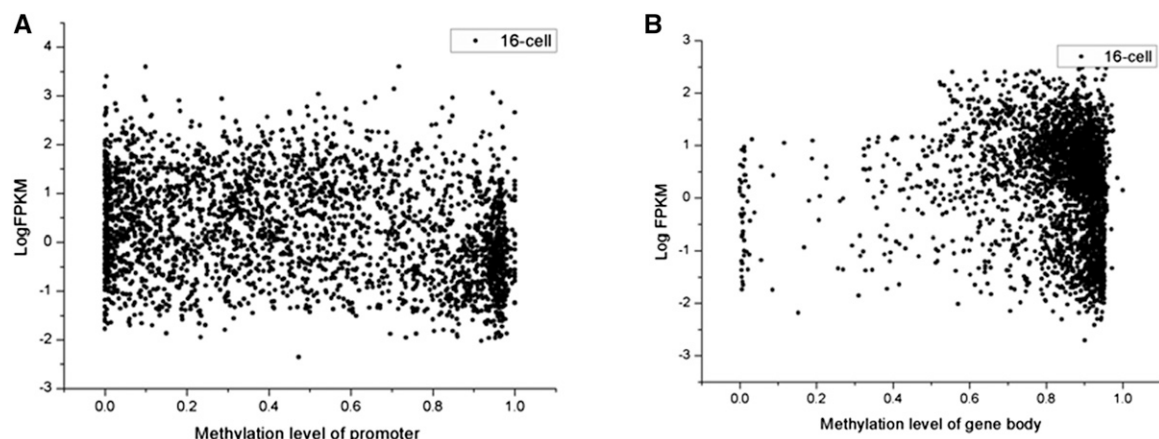 A
16-cell
LogFPKM
4
3
2
1
0
-1
-2
-3
0.0 0.2 0.4 0.6 0.8 1.0
Methylation level of promoter
B
16-cell
Log FPKM
3
2
1
0
-1
-2
-3
0.0 0.2 0.4 0.6 0.8 1.0
Methylation level of gene body